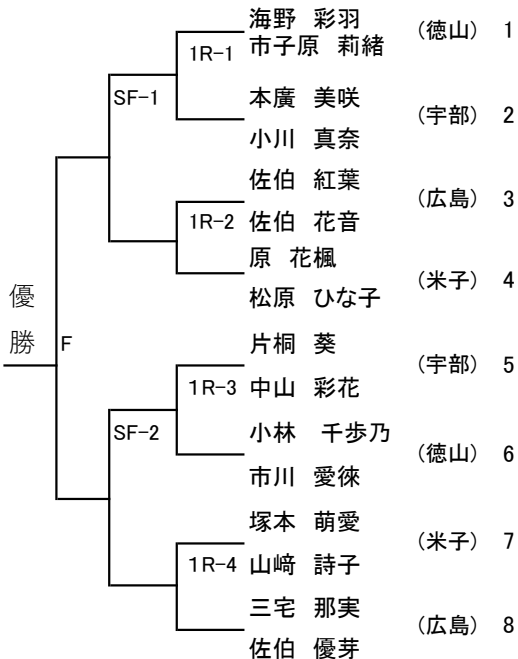 海野 彩羽
市子原 莉緒
(徳山) 1
1R-1
SF-1
本廣 美咲
小川 真奈
(宇部) 2
佐伯 紅葉
佐伯 花音
(広島) 3
1R-2
原 花楓
松原 ひな子
(米子) 4
優
勝
F
片桐 葵
中山 彩花
(宇部) 5
1R-3
SF-2
小林 千歩乃
市川 愛徠
(徳山) 6
塚本 萌愛
山﨑 詩子
(米子) 7
1R-4
三宅 那実
佐伯 優芽
(広島) 8